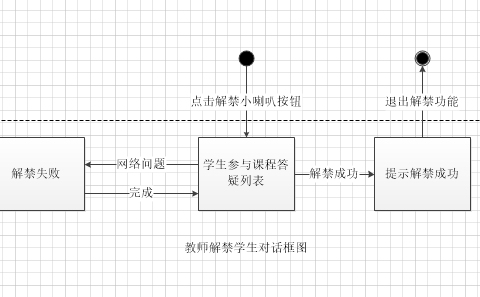 点击解禁小喇叭按钮
退出解禁功能
解禁失败
网络问题
完成
学生参与课程答
疑列表
解禁成功
提示解禁成功
教师解禁学生对话框图